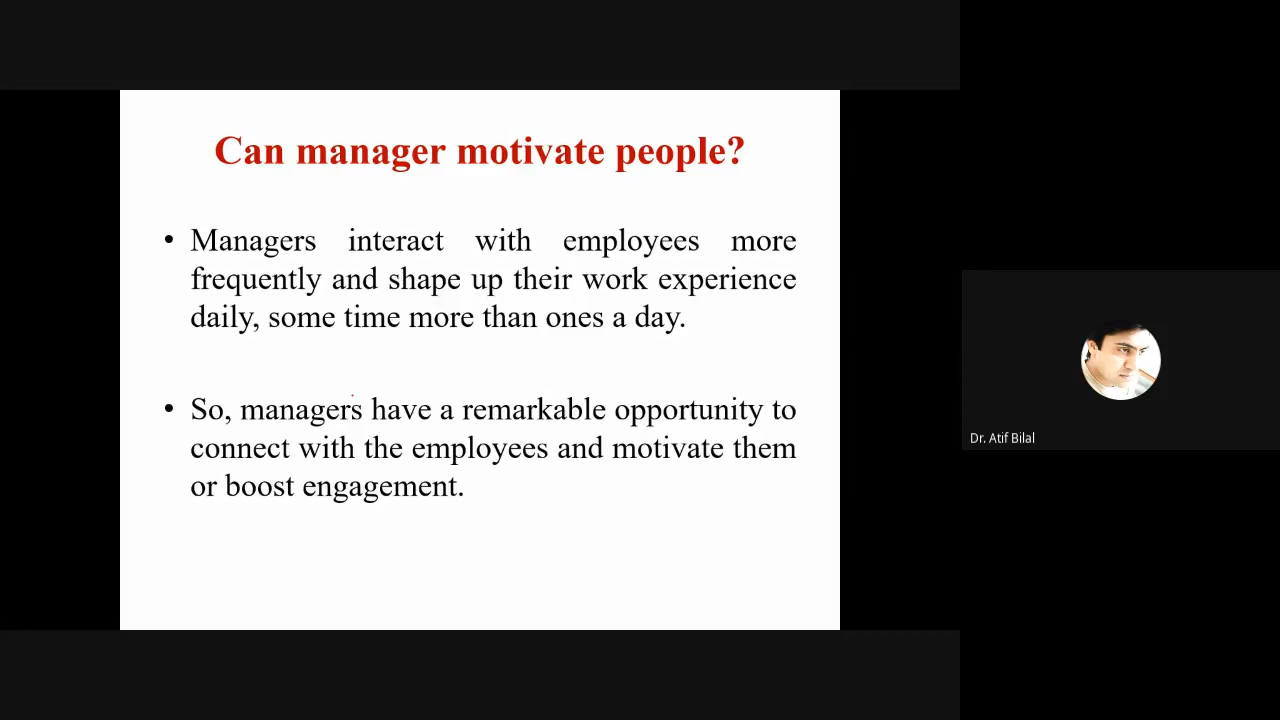 Can manager motivate people?
• Managers interact with employees more
frequently and shape up their work experience
daily, some time more than ones a day.
• So, managers have a remarkable opportunity to
connect with the employees and motivate them
or boost engagement.
Dr. Atif Bilal